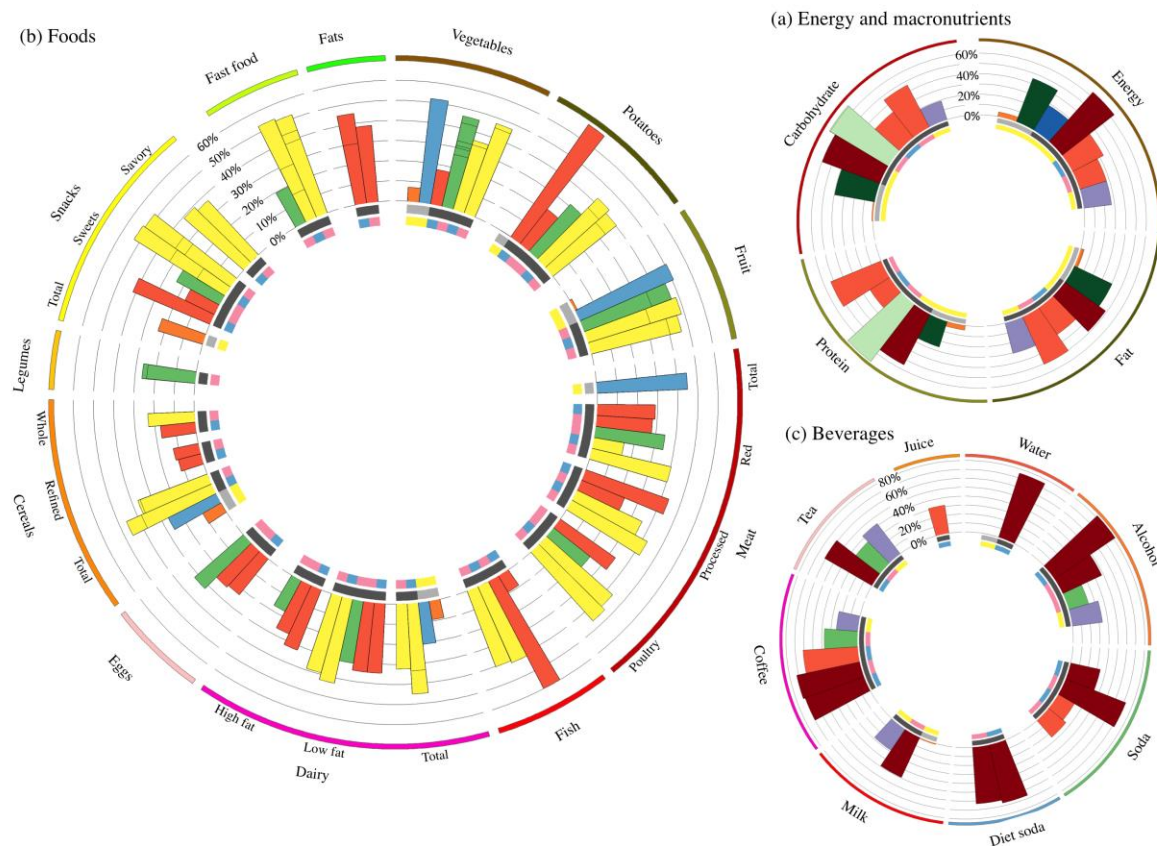 (a) Energy and macronutrients
Carbohydrate
60%
40%
20%
0%
Energy
Protein
Fat
(b) Foods
Fast food
Fats
Vegetables
Potatoes
Fruit
Total
Red
Processed
Meat
Poultry
Fish
Total
Low fat
High fat
Dairy
Eggs
Total
Refined
Whole
Cereals
Legumes
Total
Sweets
Savory
Snacks
60%
50%
40%
30%
20%
10%
0%
(c) Beverages
Juice
Water
Alcohol
Soda
Diet soda
Milk
Coffee
Tea
80%
60%
40%
20%
0%